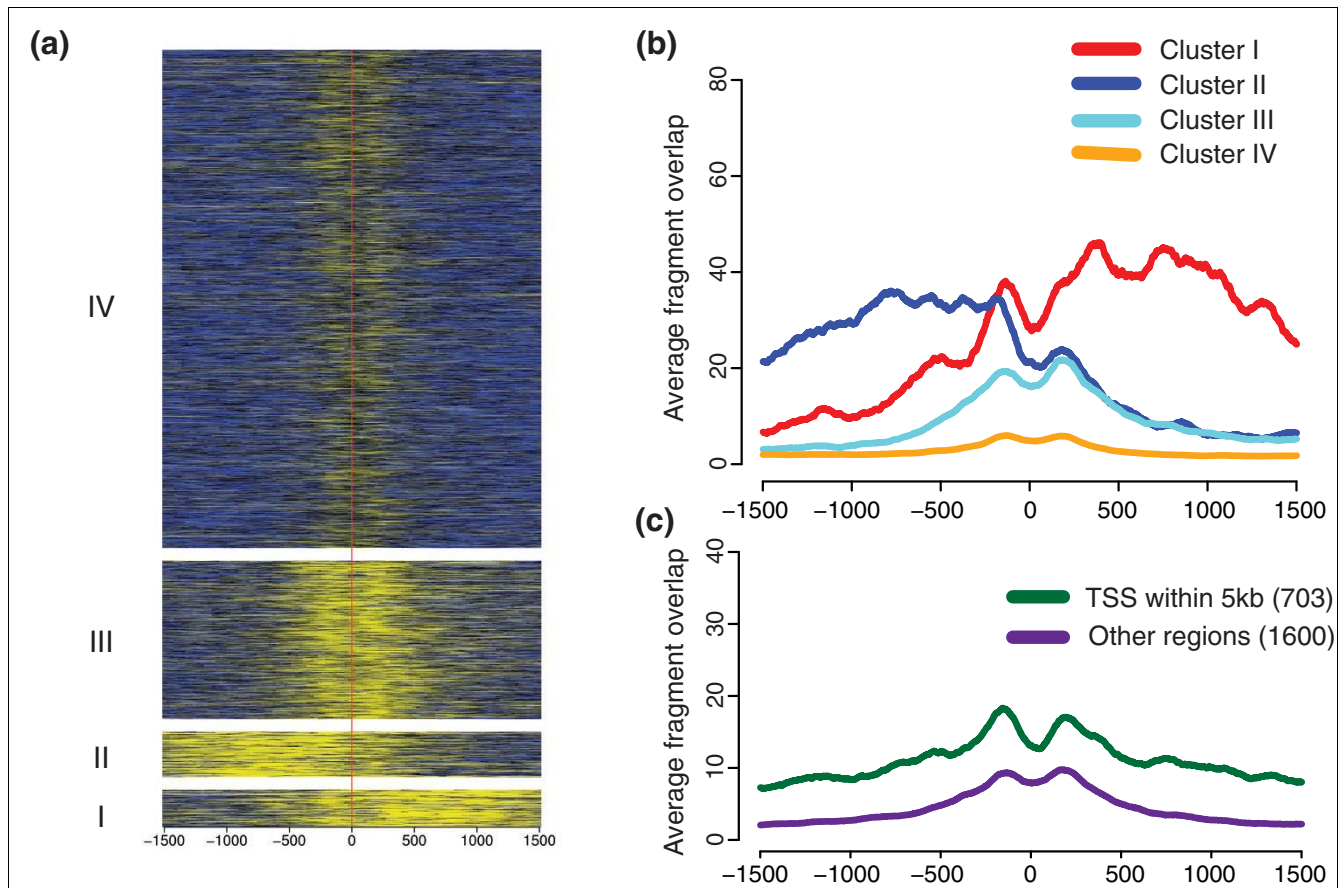 (a)
IV
III
II
I
−1500 −1000 −500 0 500 1000 1500
(b)
Cluster I
Cluster II
Cluster III
Cluster IV
Average fragment overlap
80
60
40
20
0
−1500 −1000 −500 0 500 1000 1500
(c)
TSS within 5kb (703)
Other regions (1600)
Average fragment overlap
40
30
20
10
0
−1500 −1000 −500 0 500 1000 1500